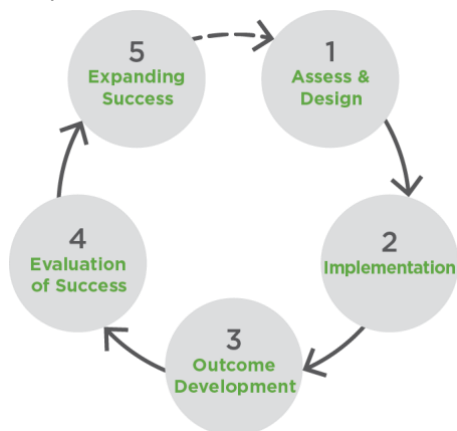 1
Assess &
Design
2
Implementation
3
Outcome
Development
4
Evaluation
of Success
5
Expanding
Success